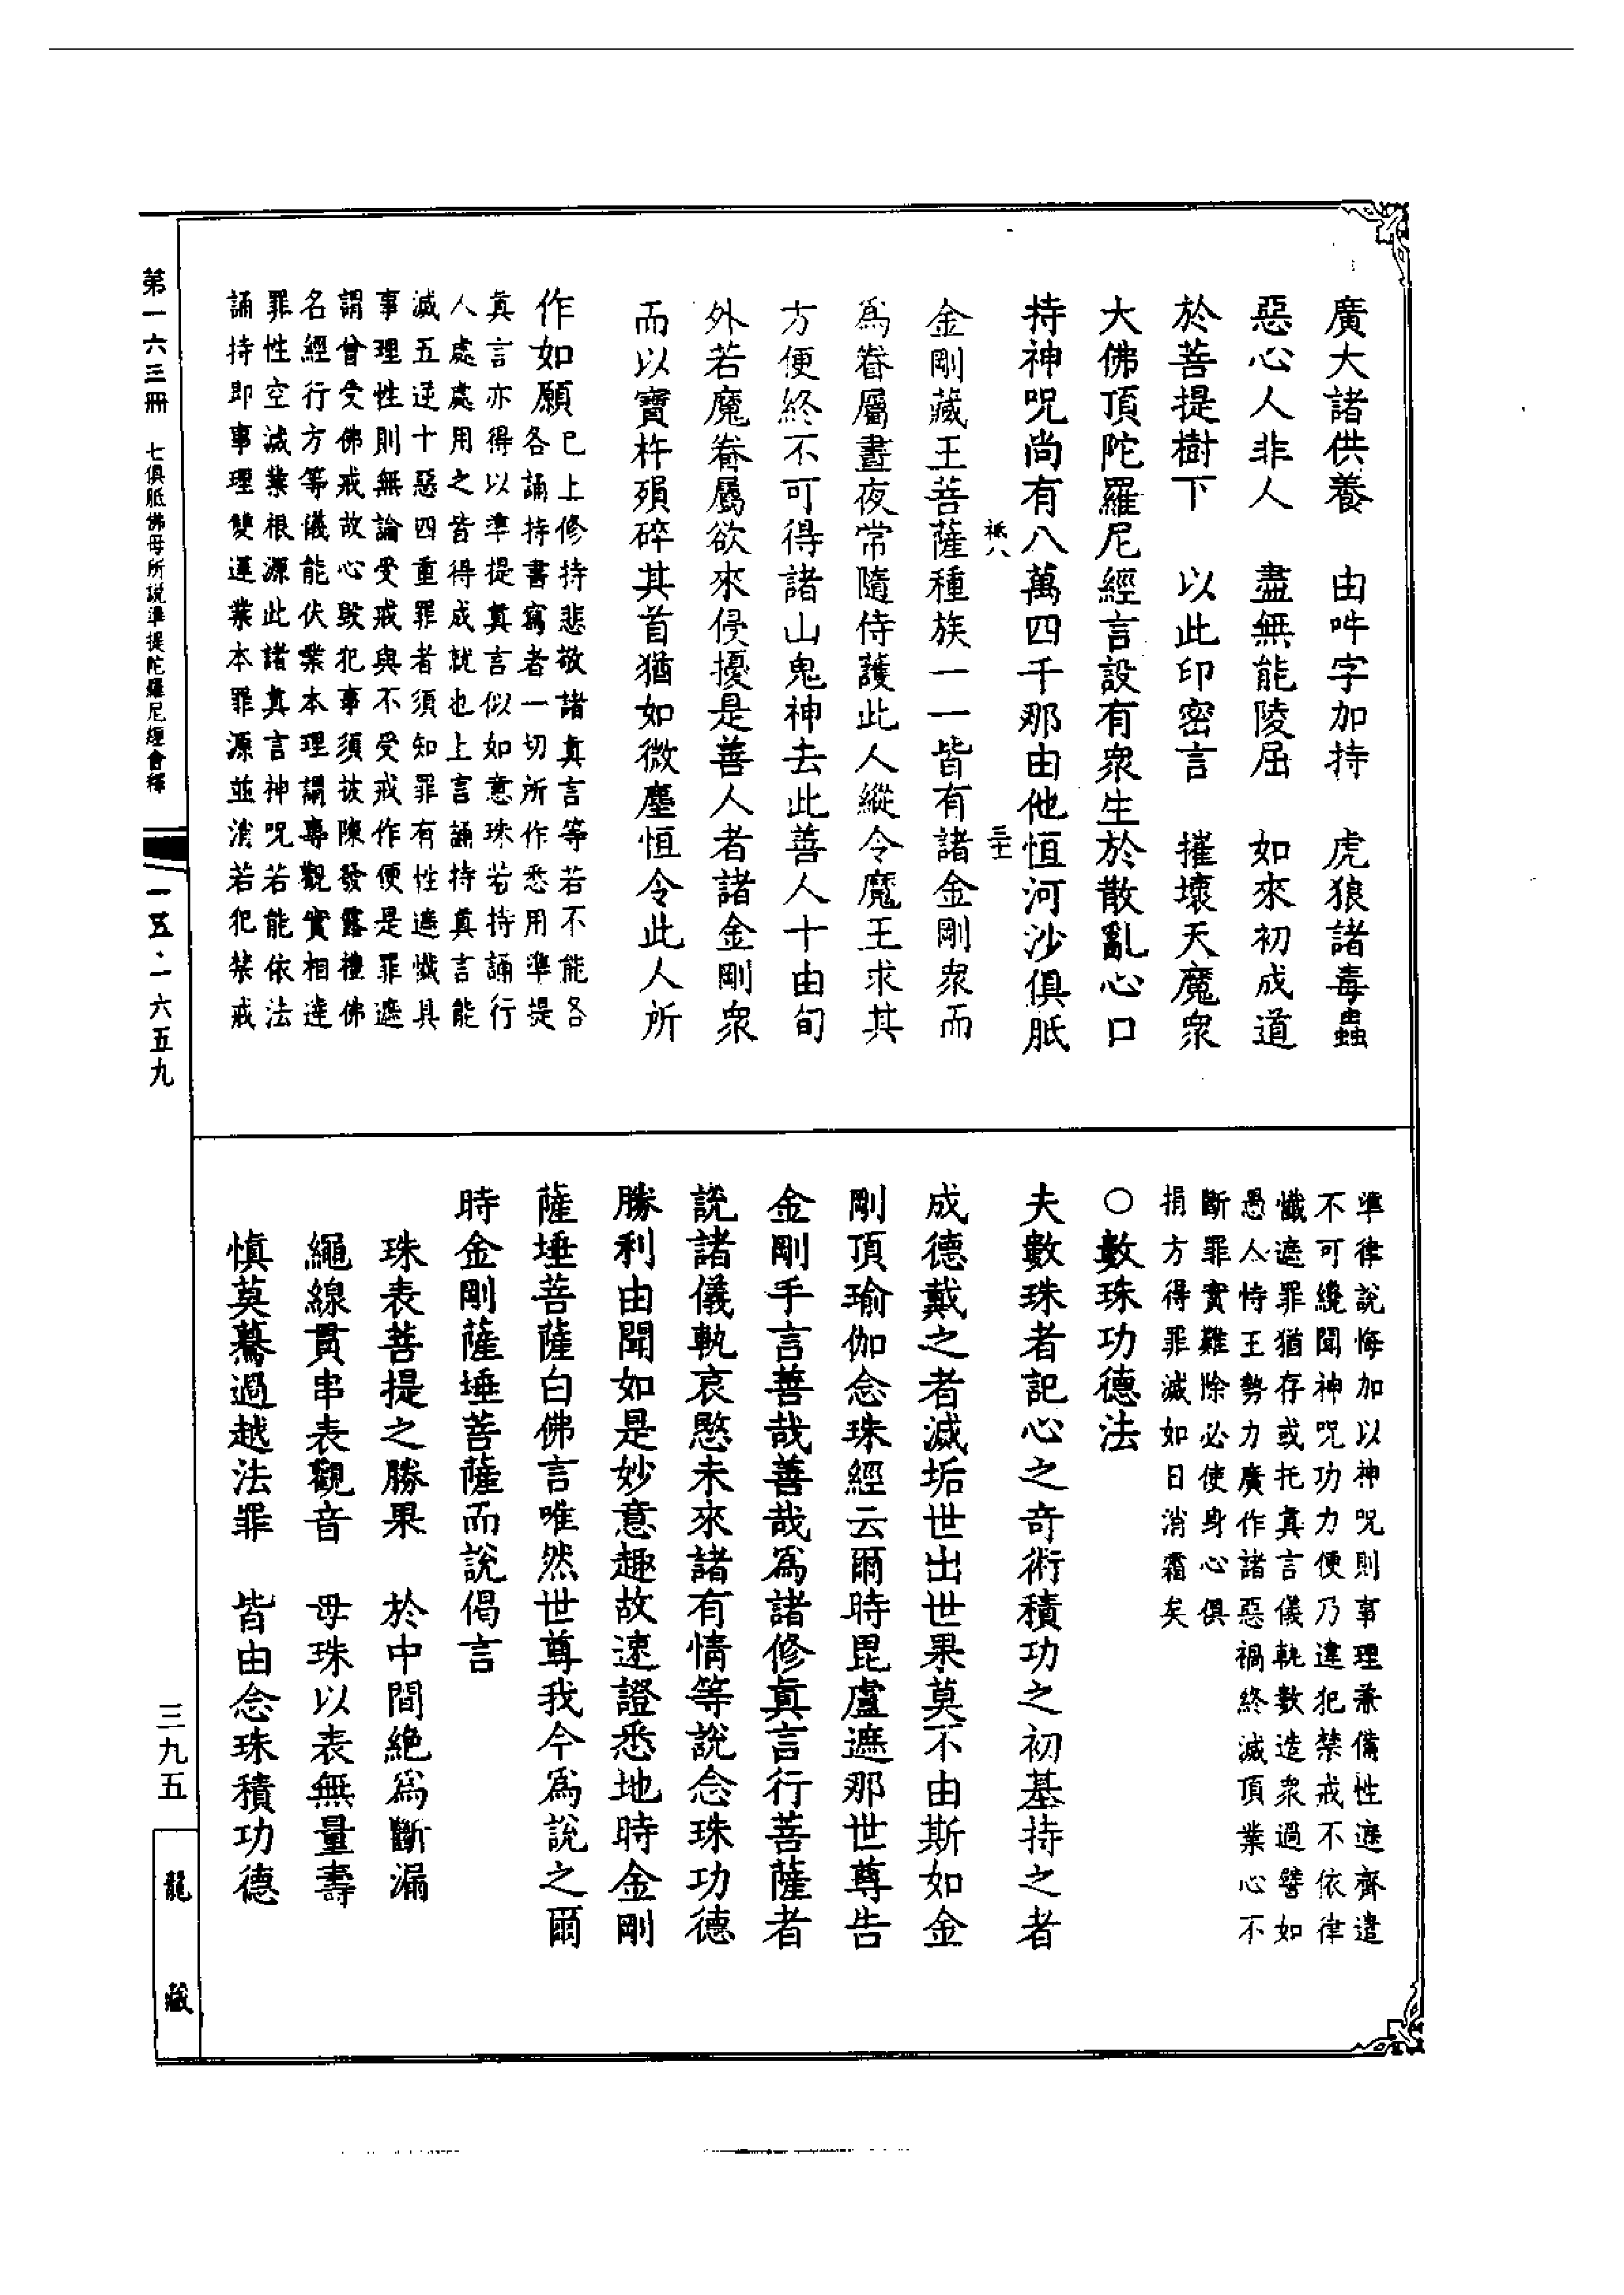 廣大諸供養　由吽字加持　虎狼諸毒蟲
惡心人非人　盡無能陵屈　如來初成道
於菩提樹下　以此印密言　摧壞天魔衆
大佛頂陀羅尼經言設有衆生於散亂心口
持神呪尚有八萬四千那由他恒河沙俱胝
祇八
金剛藏王菩薩種族一一皆有諸金剛衆而
爲眷屬晝夜常隨侍護此人縱令魔王求其
方便終不可得諸山鬼神去此善人十由旬
外若魔眷屬欲來侵擾是善人者諸金剛衆
而以寶杵殞碎其首猶如微塵恒令此人所
作如願
已上修持悲敬諸眞言等若不能各
各誦持書寫者一切所作悉用準提
眞言亦得以準提眞言似如意珠若持誦行
人處處用之皆得成就也上言誦持眞言能
滅五逆十惡四重罪者須知罪有性遮懺具
事理性則無論受戒與不受戒作便是罪遮
謂曾受佛戒故心毀犯事須披陳發露禮佛
名經行方等儀能伏業本理謂專觀實相達
罪性空滅業根源此諸眞言神呪若能依法
誦持即事理雙運業本罪源並消若犯禁戒
準律說悔加以神呪則事理兼備性遮齊遣
不可纔聞神呪功力便乃違犯禁戒不依律
懺遮罪猶存或托真言儀軌數造衆過譬如
愚人恃王勢力廣作諸惡禍終滅頂業心不
斷罪實難除必使身心俱
捐方得罪滅如日消霜矣
○數珠功德法
夫數珠者記心之奇術積功之初基持之者
成德戴之者滅垢世出世果莫不由斯如金
剛頂瑜伽念珠經云爾時毘盧遮那世尊告
金剛手言善哉善哉爲諸修眞言行菩薩者
說諸儀軌哀愍未來諸有情等說念珠功德
勝利由聞如是妙意趣故速證悉地時金剛
薩埵菩薩白佛言唯然世尊我今爲說之爾
時金剛薩埵菩薩而說偈言
珠表菩提之勝果　於中間絶爲斷漏
繩線貫串表觀音　母珠以表無量壽
慎莫驀過越法罪　皆由念珠積功德
第一六三冊　七俱胝佛母所説準提陀羅尼經會釋
一五·一六五九
三九五
龍藏